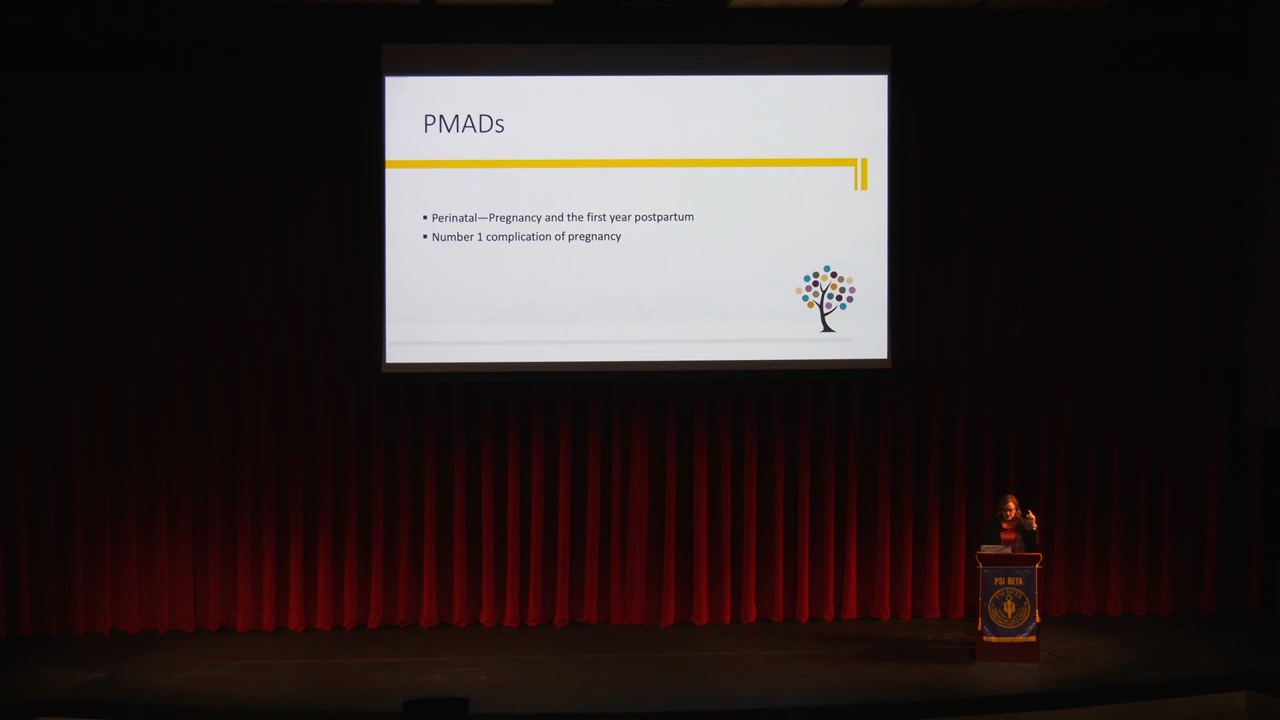 PMADs
▪ Perinatal—Pregnancy and the first year postpartum
▪ Number 1 complication of pregnancy
PSI BETA